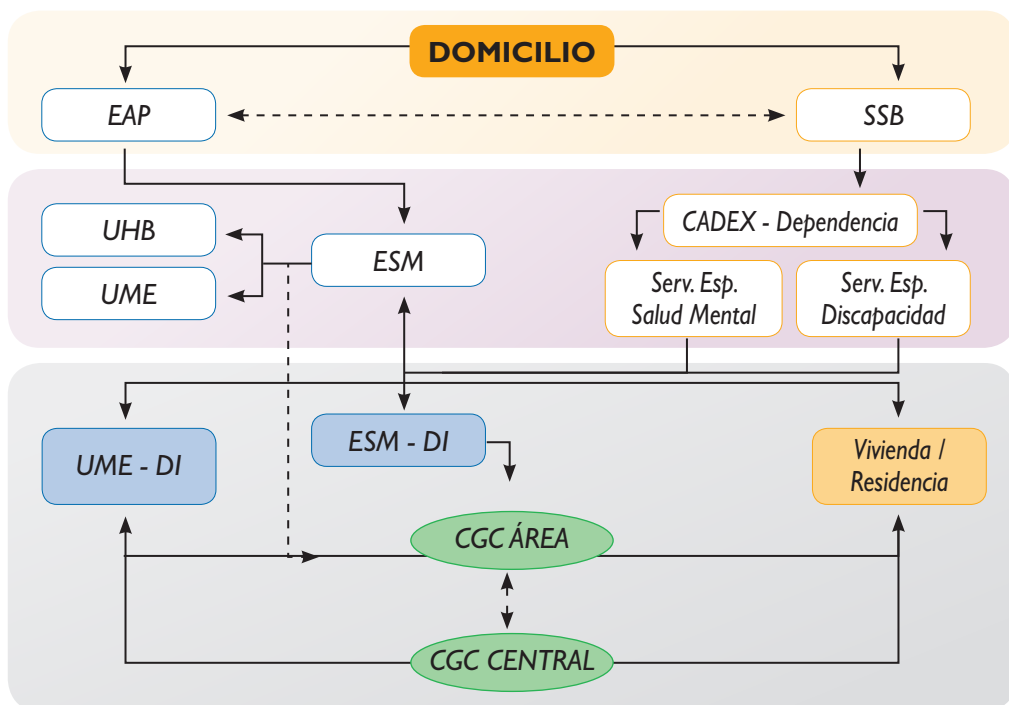 DOMICILIO
EAP
SSB
UHB
UME
ESM
CADEX - Dependencia
Serv. Esp.
Salud Mental
Serv. Esp.
Discapacidad
UME - DI
ESM - DI
Vivienda /
Residencia
CGC ÁREA
CGC CENTRAL